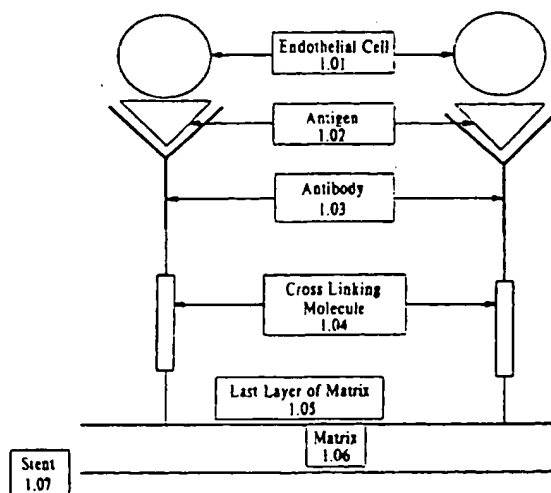 Endothelial Cell
1.01
Antigen
1.02
Antibody
1.03
Cross Linking
Molecule
1.04
Last Layer of Matrix
1.05
Matrix
1.06
Stent
1.07